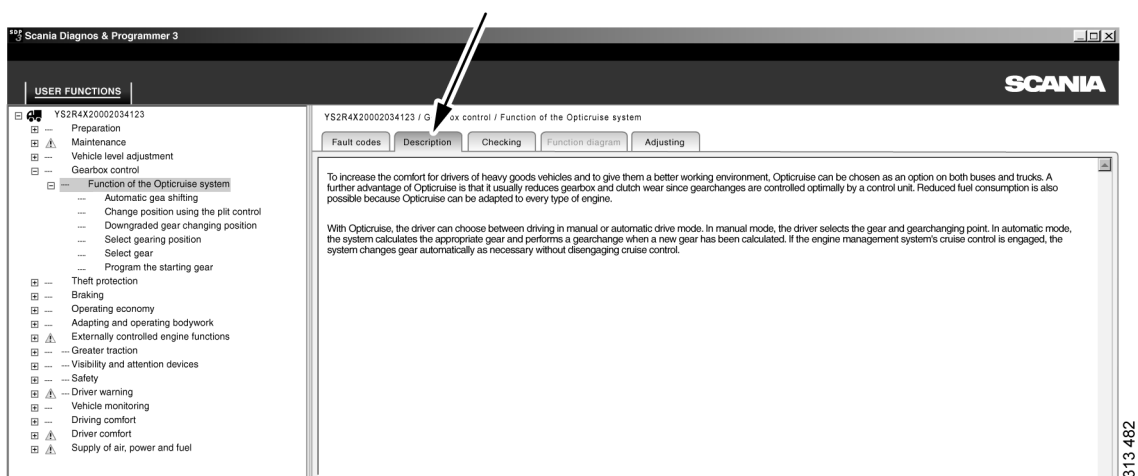 SDP
3 Scania Diagnos & Programmer 3
USER FUNCTIONS
SCANIA
YS2R4X20002034123
Preparation
Maintenance
Vehicle level adjustment
Gearbox control
Function of the Opticruise system
Automatic gea shifting
Change position using the plit control
Downgraded gear changing position
Select gearing position
Select gear
Program the starting gear
Theft protection
Braking
Operating economy
Adapting and operating bodywork
Externally controlled engine functions
Greater traction
Visibility and attention devices
Safety
Driver warning
Vehicle monitoring
Driving comfort
Driver comfort
Supply of air, power and fuel
YS2R4X20002034123 / G ox control / Function of the Opticruise system
Fault codes Description Checking Function diagram Adjusting
To increase the comfort for drivers of heavy goods vehicles and to give them a better working environment, Opticruise can be chosen as an option on both buses and trucks. A
further advantage of Opticruise is that it usually reduces gearbox and clutch wear since gearchanges are controlled optimally by a control unit. Reduced fuel consumption is also
possible because Opticruise can be adapted to every type of engine.
With Opticruise, the driver can choose between driving in manual or automatic drive mode. In manual mode, the driver selects the gear and gearchanging point. In automatic mode,
the system calculates the appropriate gear and performs a gearchange when a new gear has been calculated. If the engine management system's cruise control is engaged, the
system changes gear automatically as necessary without disengaging cruise control.
313 482